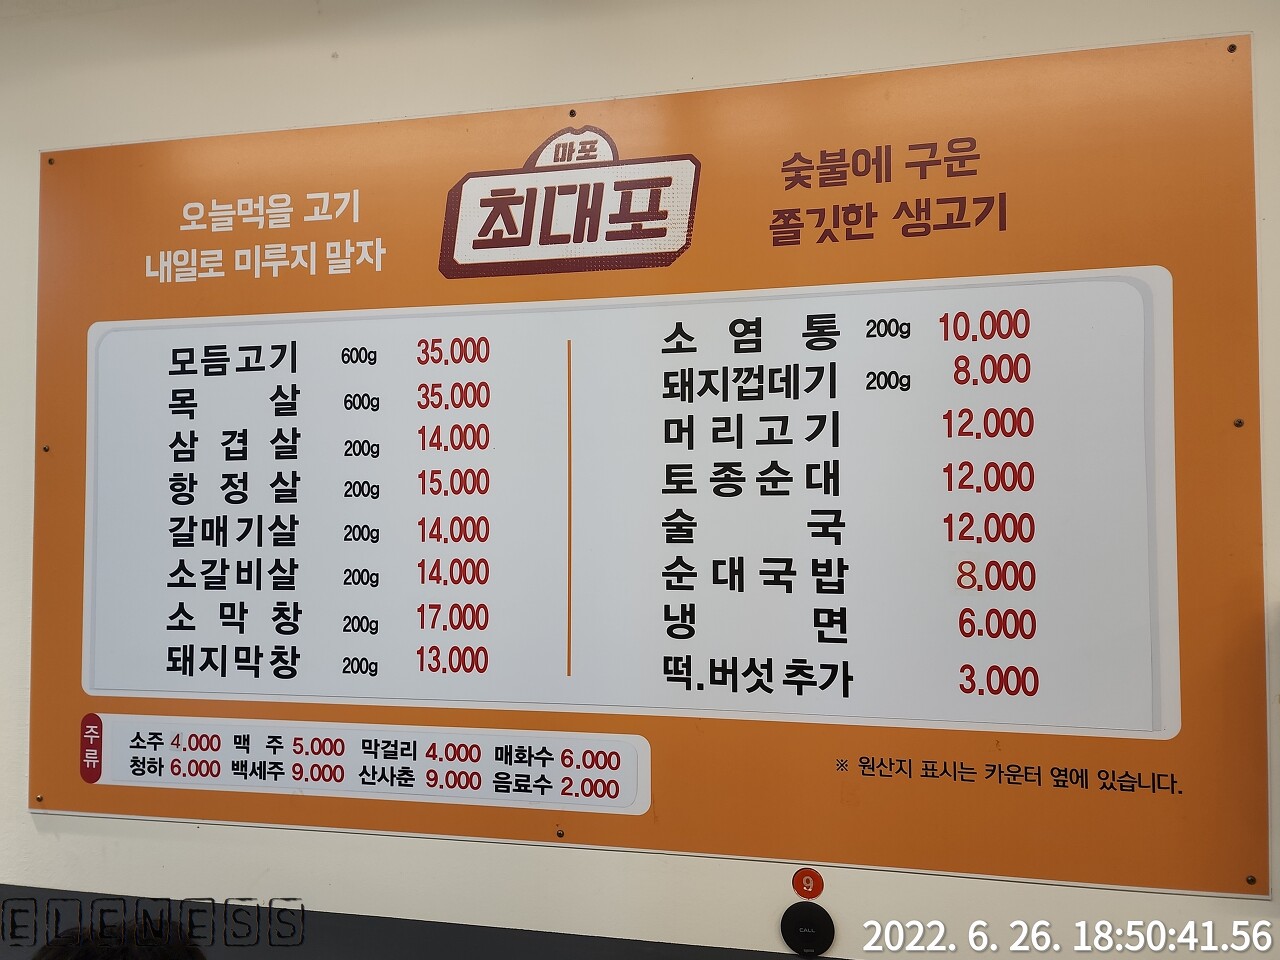 오늘먹을 고기
내일로 미루지 말자
마포
최대포
숯불에 구운
쫄깃한 생고기
모듬고기 600g 35.000
목살 600g 35.000
삼겹살 200g 14.000
항정살 200g 15.000
갈매기살 200g 14.000
소갈비살 200g 14.000
소막창 200g 17.000
돼지막창 200g 13.000
소염통 200g 10.000
돼지껍데기 200g 8.000
머리고기 12.000
토종순대 12.000
술국 12.000
순대국밥 8.000
냉면 6.000
떡.버섯추가 3.000
주류
소주 4.000 맥주 5.000 막걸리 4.000 매화수 6.000
청하 6.000 백세주 9.000 산사춘 9.000 음료수 2.000
※ 원산지 표시는 카운터 옆에 있습니다.
9
CALL
ELENESS
2022. 6. 26. 18:50:41.56